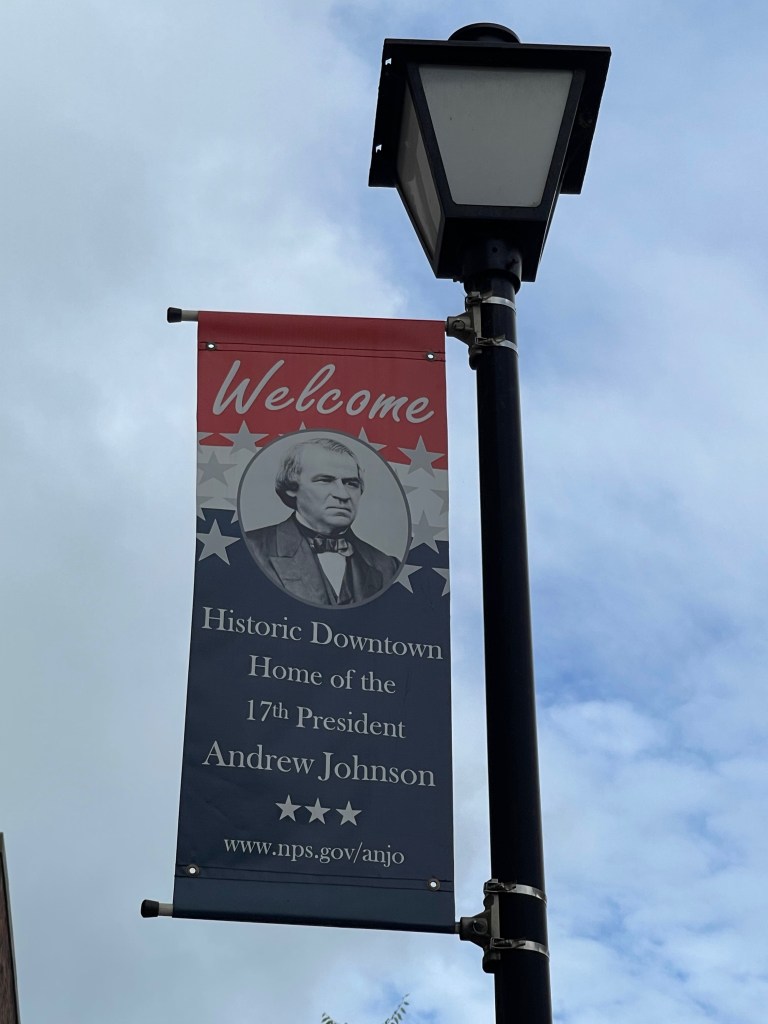 Welcome
Historic Downtown
Home of the
17th President
Andrew Johnson
www.nps.gov/anjo